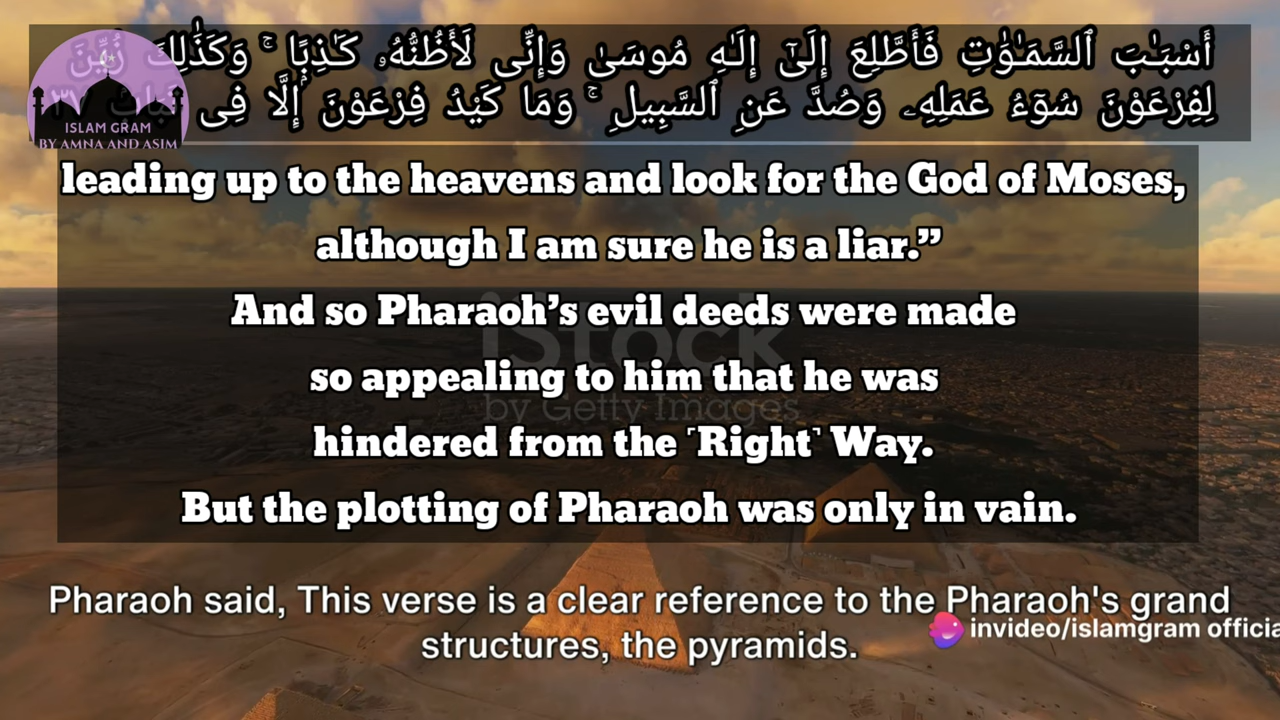 أَسْبَـٰبَ ٱلسَّمَـٰوَٰتِ فَأَطَّلِعَ إِلَىٰٓ إِلَـٰهِ مُوسَىٰ وَإِنِّى لَأَظُنُّهُۥ كَـٰذِبًۭا ۚ وَكَذَٰلِكَ زُيِّنَ
لِفِرْعَوْنَ سُوٓءُ عَمَلِهِۦ وَصُدَّ عَنِ ٱلسَّبِيلِ ۚ وَمَا كَيْدُ فِرْعَوْنَ إِلَّا فِى تَبَابٍۢ ٣٧
ISLAM GRAM
BY AMNA AND ASIM
leading up to the heavens and look for the God of Moses,
although I am sure he is a liar.”
And so Pharaoh’s evil deeds were made
so appealing to him that he was
hindered from the ˹Right˺ Way.
But the plotting of Pharaoh was only in vain.
iStock
by Getty Images
Pharaoh said, This verse is a clear reference to the Pharaoh's grand
structures, the pyramids.
invideo/islamgram officia